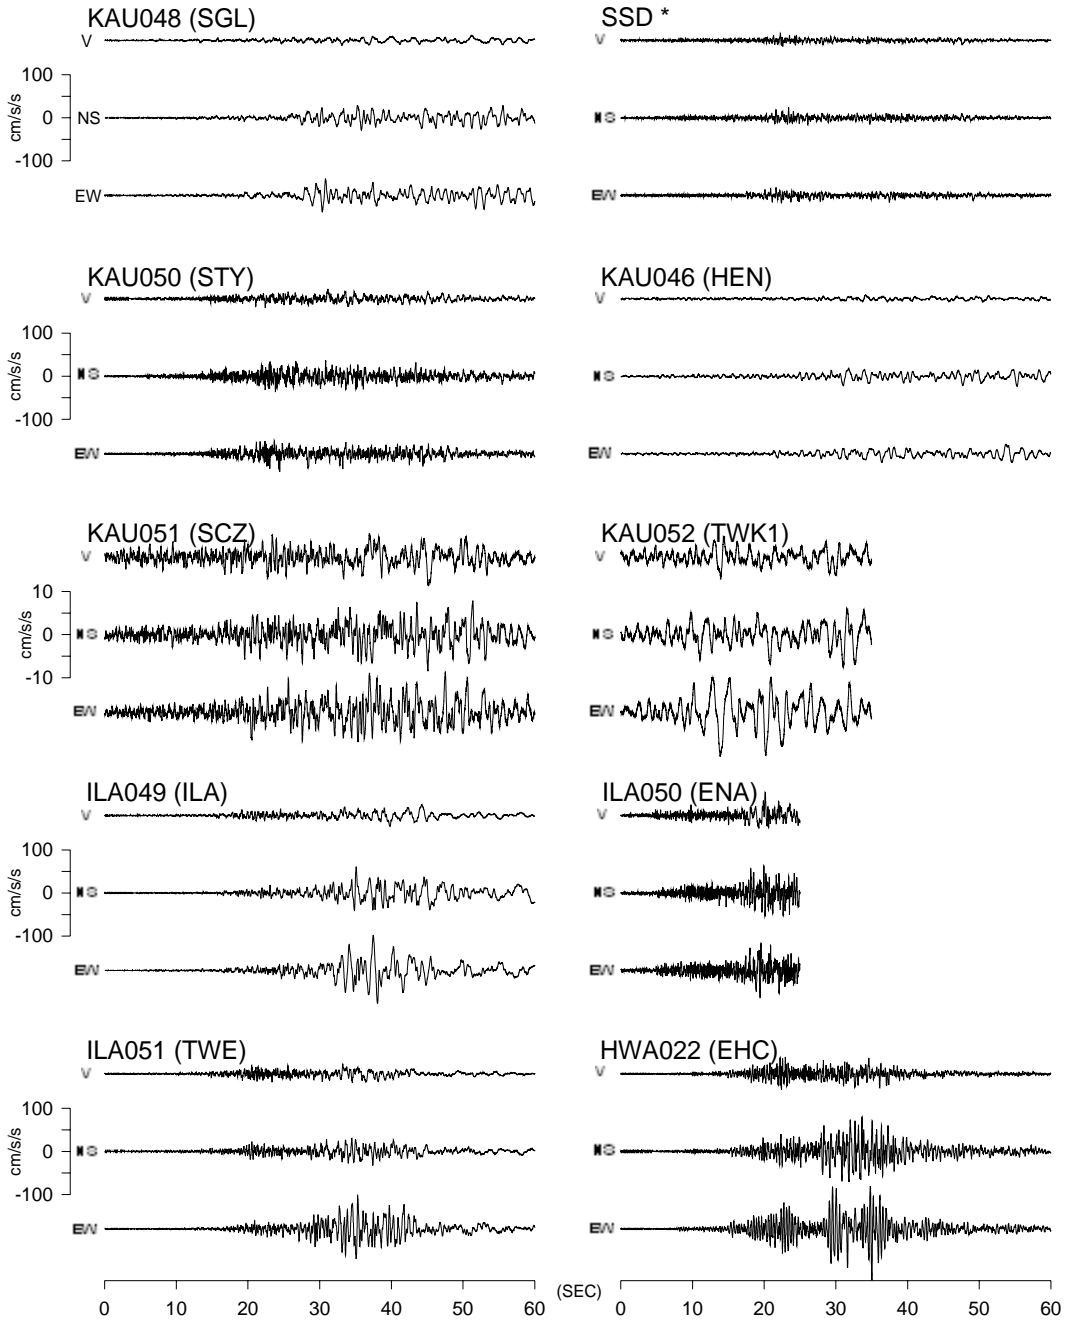 KAU048 (SGL) SSD *
V V
100
0 NS NS
-100
cm/s/s
EW EW
KAU050 (STY) KAU046 (HEN)
V V
100
0 NS NS
-100
cm/s/s
EW EW
KAU051 (SCZ) KAU052 (TWK1)
V V
10
0 NS NS
-10
cm/s/s
EW EW
ILA049 (ILA) ILA050 (ENA)
V V
100
0 NS NS
-100
cm/s/s
EW EW
ILA051 (TWE) HWA022 (EHC)
V V
100
0 NS NS
-100
cm/s/s
EW EW
(SEC)
0 10 20 30 40 50 60 0 10 20 30 40 50 60